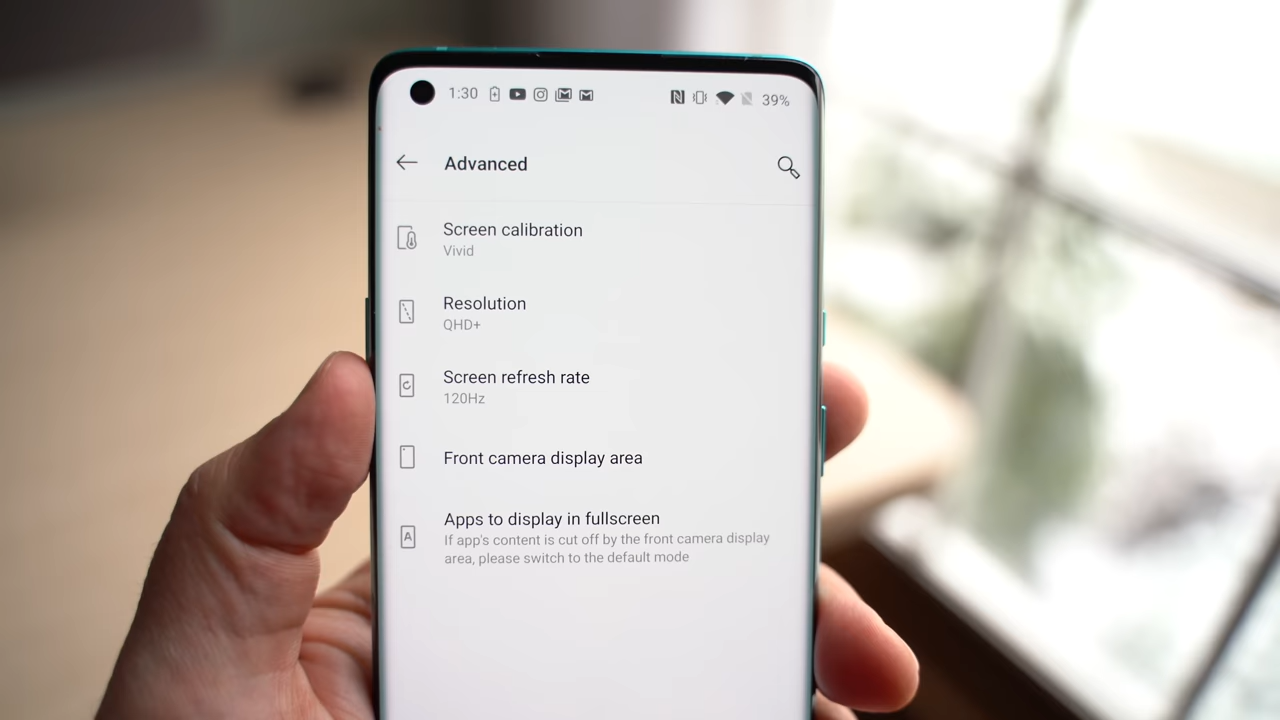 1:30 39%
Advanced
Screen calibration
Vivid
Resolution
QHD+
Screen refresh rate
120Hz
Front camera display area
Apps to display in fullscreen
If app's content is cut off by the front camera display
area, please switch to the default mode